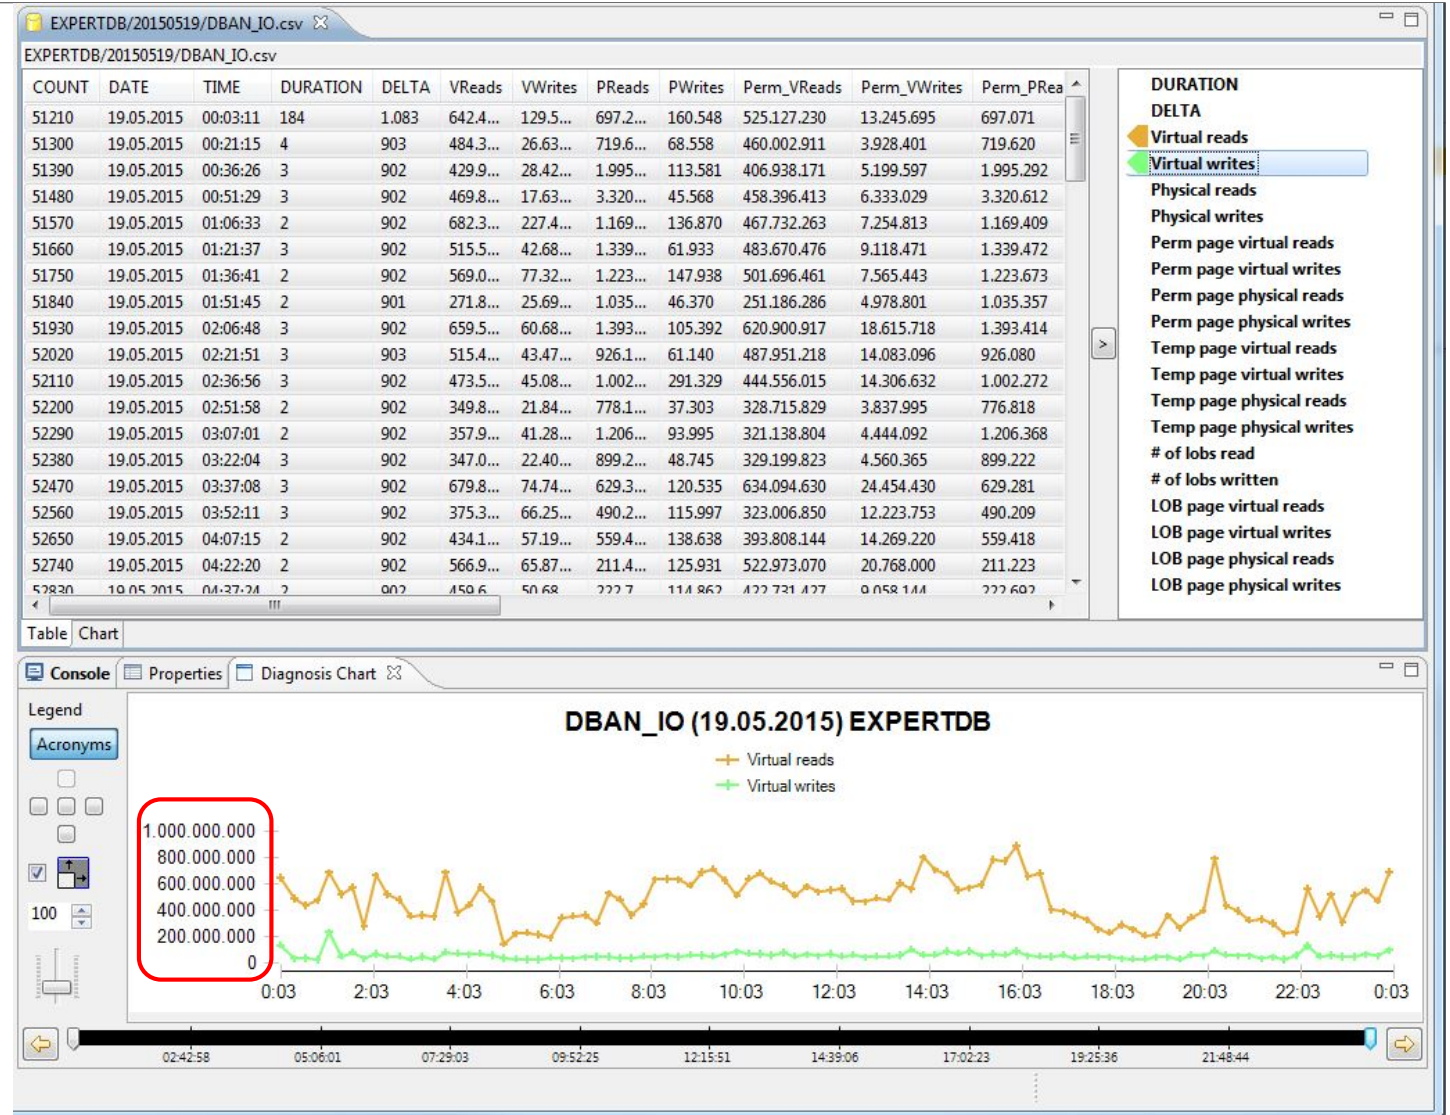 EXPERTDB/20150519/DBAN_IO.csv
EXPERTDB/20150519/DBAN_IO.csv
COUNT DATE TIME DURATION DELTA VReads VWrites PReads PWrites Perm_VReads Perm_VWrites Perm_PRea
51210 19.05.2015 00:03:11 184 1.083 642.4... 129.5... 697.2... 160.548 525.127.230 13.245.695 697.071
51300 19.05.2015 00:21:15 4 903 484.3... 26.63... 719.6... 68.558 460.002.911 3.928.401 719.620
51390 19.05.2015 00:36:26 3 902 429.9... 28.42... 1.995... 113.581 406.938.171 5.199.597 1.995.292
51480 19.05.2015 00:51:29 3 902 469.8... 17.63... 3.320... 45.568 458.396.413 6.333.029 3.320.612
51570 19.05.2015 01:06:33 2 902 682.3... 227.4... 1.169... 136.870 467.732.263 7.254.813 1.169.409
51660 19.05.2015 01:21:37 3 902 515.5... 42.68... 1.339... 61.933 483.670.476 9.118.471 1.339.472
51750 19.05.2015 01:36:41 2 902 569.0... 77.32... 1.223... 147.938 501.696.461 7.565.443 1.223.673
51840 19.05.2015 01:51:45 2 901 271.8... 25.69... 1.035... 46.370 251.186.286 4.978.801 1.035.357
51930 19.05.2015 02:06:48 3 902 659.5... 60.68... 1.393... 105.392 620.900.917 18.615.718 1.393.414
52020 19.05.2015 02:21:51 3 903 515.4... 43.47... 926.1... 61.140 487.951.218 14.083.096 926.080
52110 19.05.2015 02:36:56 3 902 473.5... 45.08... 1.002... 291.329 444.556.015 14.306.632 1.002.272
52200 19.05.2015 02:51:58 2 902 349.8... 21.84... 778.1... 37.303 328.715.829 3.837.995 776.818
52290 19.05.2015 03:07:01 2 902 357.9... 41.28... 1.206... 93.995 321.138.804 4.444.092 1.206.368
52380 19.05.2015 03:22:04 3 902 347.0... 22.40... 899.2... 48.745 329.199.823 4.560.365 899.222
52470 19.05.2015 03:37:08 3 902 679.8... 74.74... 629.3... 120.535 634.094.630 24.454.430 629.281
52560 19.05.2015 03:52:11 3 902 375.3... 66.25... 490.2... 115.997 323.006.850 12.223.753 490.209
52650 19.05.2015 04:07:15 2 902 434.1... 57.19... 559.4... 138.638 393.808.144 14.269.220 559.418
52740 19.05.2015 04:22:20 2 902 566.9... 65.87... 211.4... 125.931 522.973.070 20.768.000 211.223
52830 19.05.2015 04:37:24 2 902 459.6 50.68 222.7 114.862 422.731.427 9.058.144 222.692
DURATION
DELTA
Virtual reads
Virtual writes
Physical reads
Physical writes
Perm page virtual reads
Perm page virtual writes
Perm page physical reads
Perm page physical writes
Temp page virtual reads
Temp page virtual writes
Temp page physical reads
Temp page physical writes
# of lobs read
# of lobs written
LOB page virtual reads
LOB page virtual writes
LOB page physical reads
LOB page physical writes
>
Table Chart
Console Properties Diagnosis Chart
Legend
Acronyms
100
DBAN_IO (19.05.2015) EXPERTDB
Virtual reads
Virtual writes
1.000.000.000
800.000.000
600.000.000
400.000.000
200.000.000
0
0:03 2:03 4:03 6:03 8:03 10:03 12:03 14:03 16:03 18:03 20:03 22:03 0:03
02:42:58 05:06:01 07:29:03 09:52:25 12:15:51 14:39:06 17:02:23 19:25:36 21:48:44